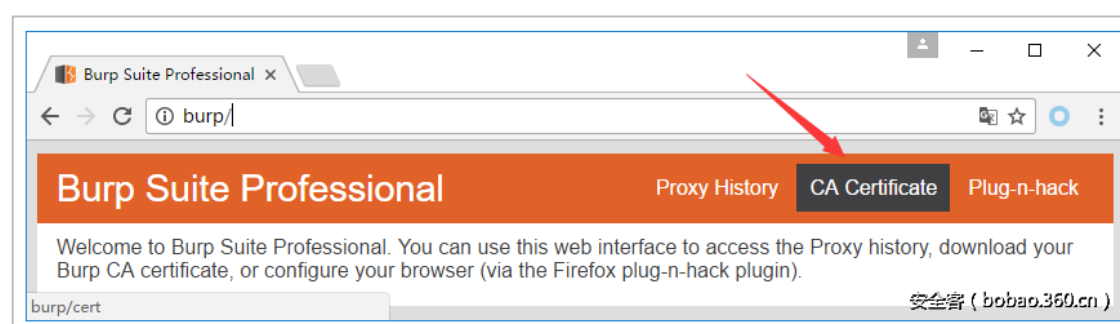 Burp Suite Professional
burp/
Burp Suite Professional
Proxy History
CA Certificate
Plug-n-hack
Welcome to Burp Suite Professional. You can use this web interface to access the Proxy history, download your
Burp CA certificate, or configure your browser (via the Firefox plug-n-hack plugin).
burp/cert
安全客 ( bobao.360.cn )